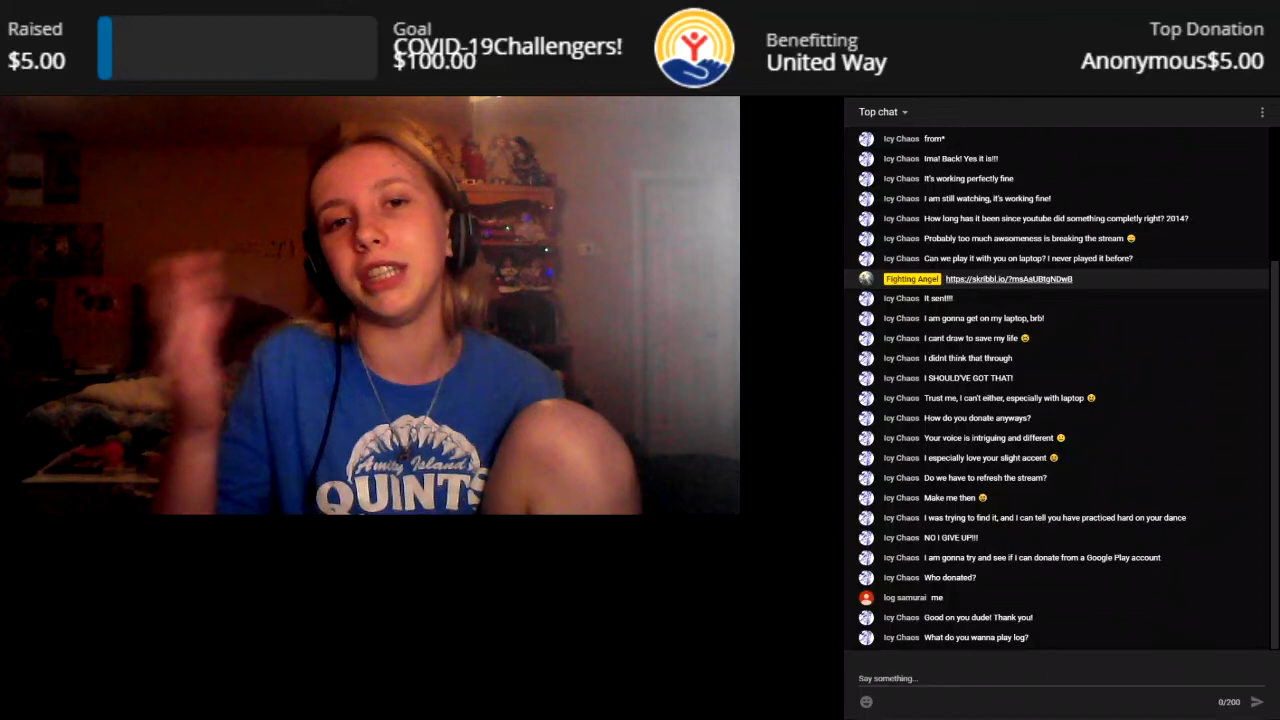 Raised
$5.00
Goal
COVID-19Challengers!
$100.00
Benefitting
United Way
Top Donation
Anonymous$5.00
Amity Island
QUINTS
Top chat
Icy Chaos from*
Icy Chaos Ima! Back! Yes it is!!!
Icy Chaos It's working perfectly fine
Icy Chaos I am still watching, it's working fine!
Icy Chaos How long has it been since youtube did something completly right? 2014?
Icy Chaos Probably too much awsomeness is breaking the stream 😄
Icy Chaos Can we play it with you on laptop? I never played it before?
Fighting Angel https://skribbl.io/?msAsUBtgNDwB
Icy Chaos It sent!!!
Icy Chaos I am gonna get on my laptop, brb!
Icy Chaos I cant draw to save my life 😆
Icy Chaos I didnt think that through
Icy Chaos I SHOULD'VE GOT THAT!
Icy Chaos Trust me, I can't either, especially with laptop 😆
Icy Chaos How do you donate anyways?
Icy Chaos Your voice is intriguing and different 🙂
Icy Chaos I especially love your slight accent 😆
Icy Chaos Do we have to refresh the stream?
Icy Chaos Make me then 😆
Icy Chaos I was trying to find it, and I can tell you have practiced hard on your dance
Icy Chaos NO I GIVE UP!!!
Icy Chaos I am gonna try and see if I can donate from a Google Play account
Icy Chaos Who donated?
log samurai me
Icy Chaos Good on you dude! Thank you!
Icy Chaos What do you wanna play log?
Say something...
0/200